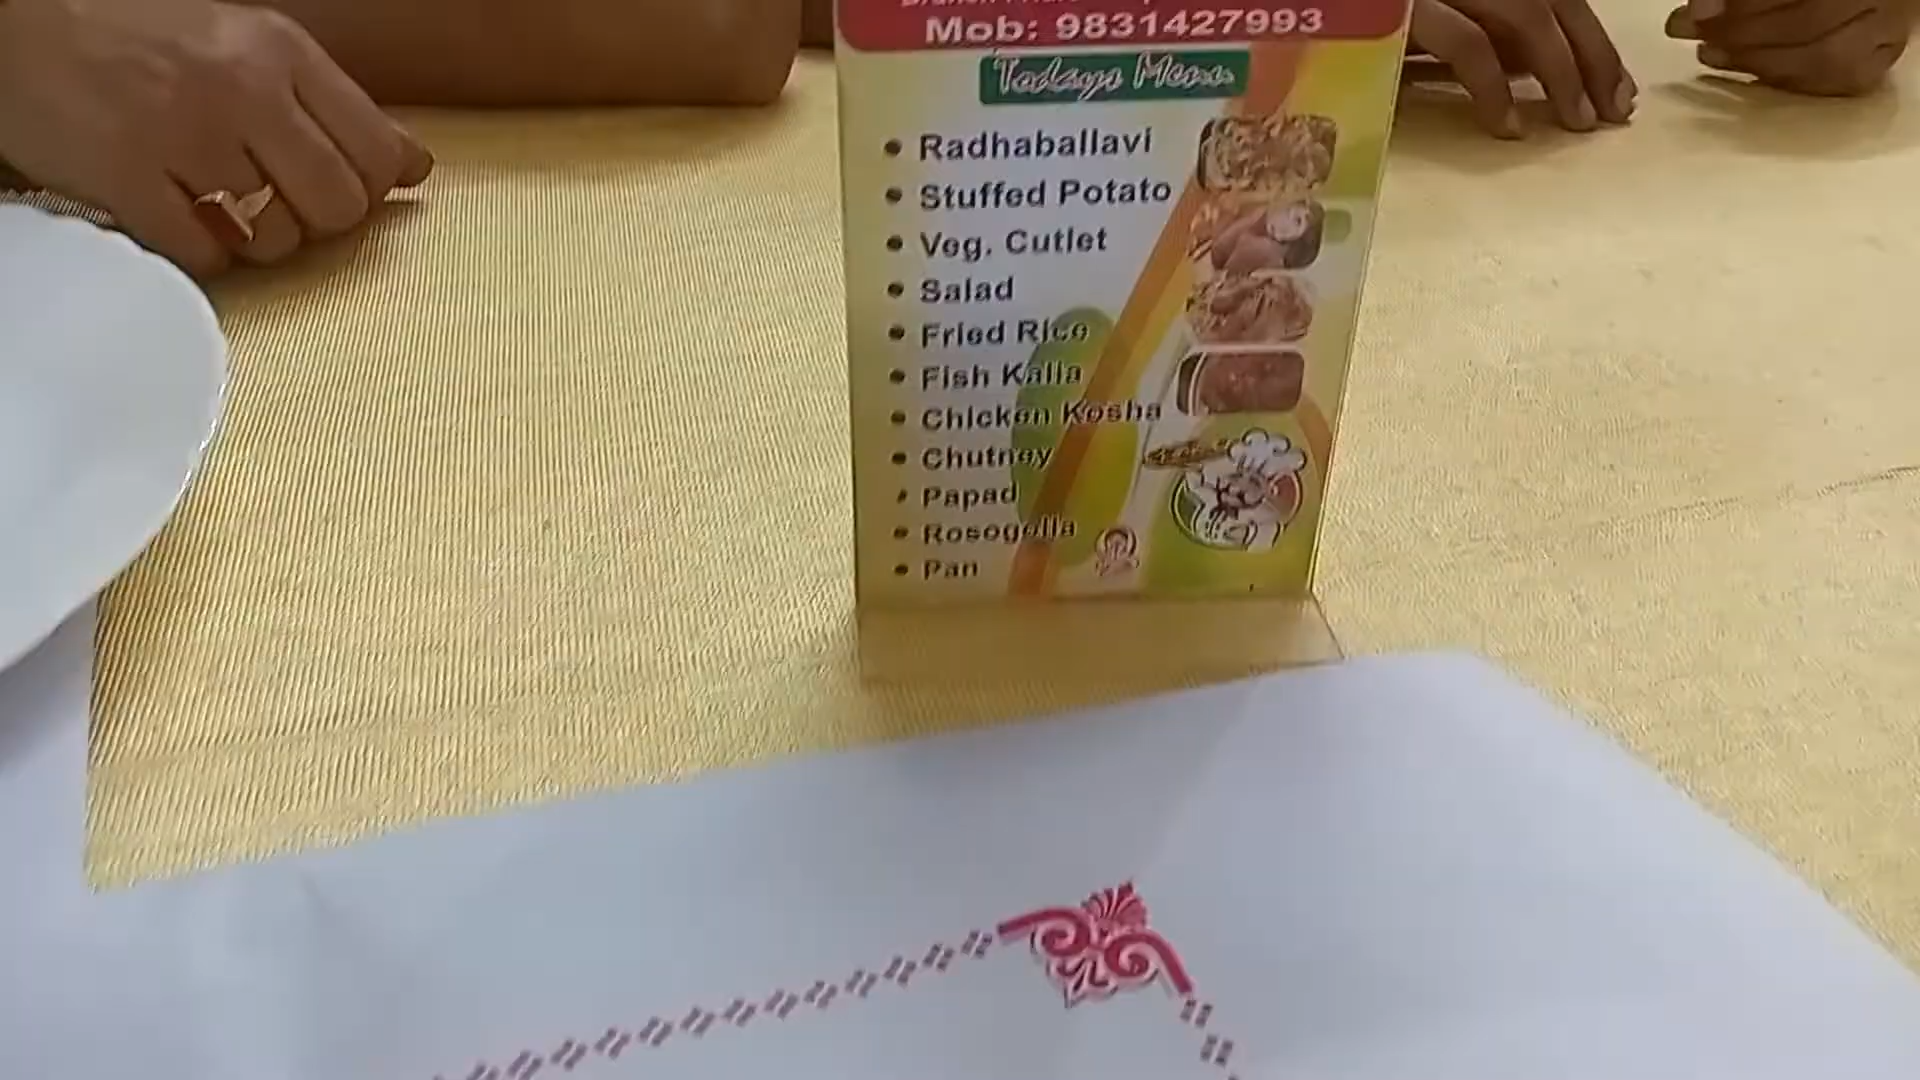 Mob: 9831427993
Todays Menu
• Radhaballavi
• Stuffed Potato
• Veg. Cutlet
• Salad
• Fried Rice
• Fish Kalia
• Chicken Kosha
• Chutney
• Papad
• Rosogolla
• Pan